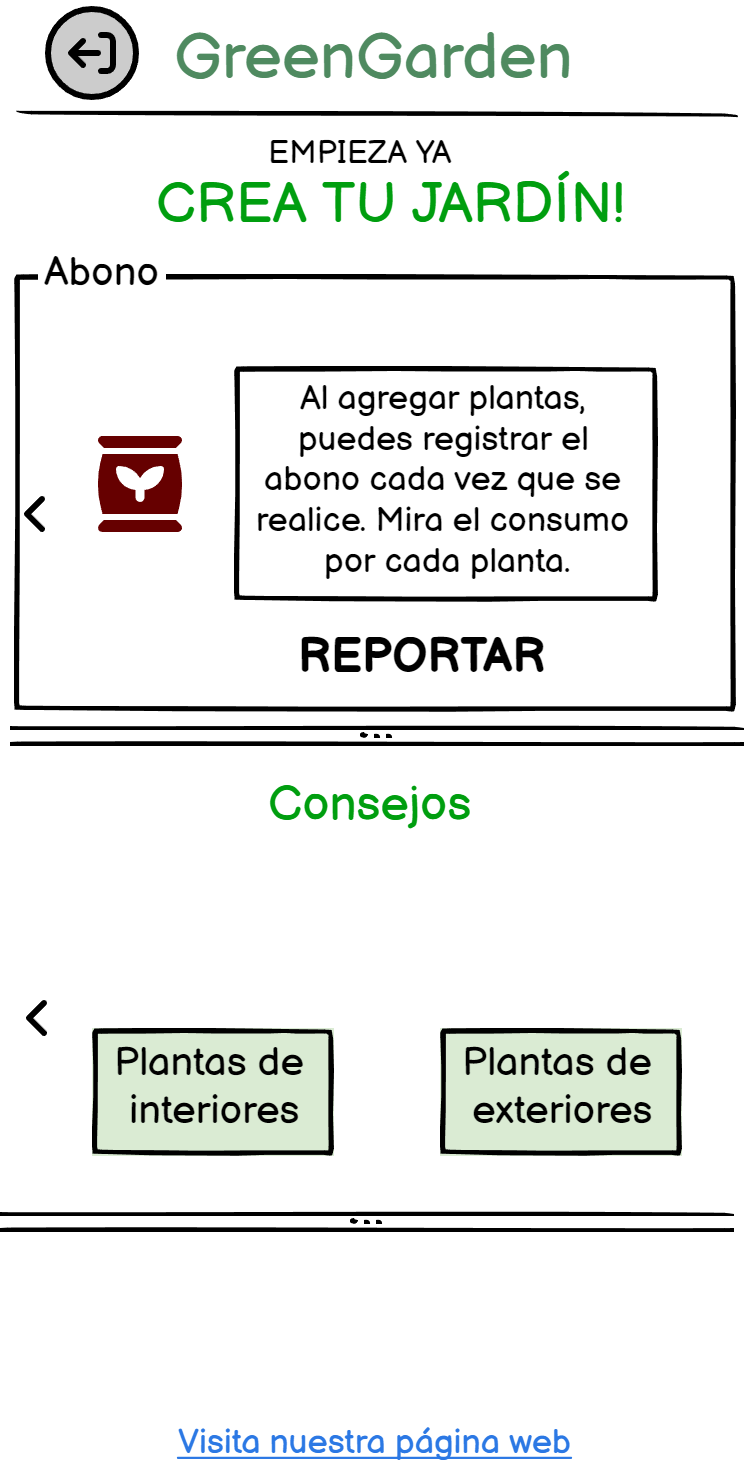 GreenGarden
EMPIEZA YA
CREA TU JARDÍN!
Abono
Al agregar plantas,
puedes registrar el
abono cada vez que se
realice. Mira el consumo
por cada planta.
REPORTAR
Consejos
Plantas de
interiores
Plantas de
exteriores
Visita nuestra página web